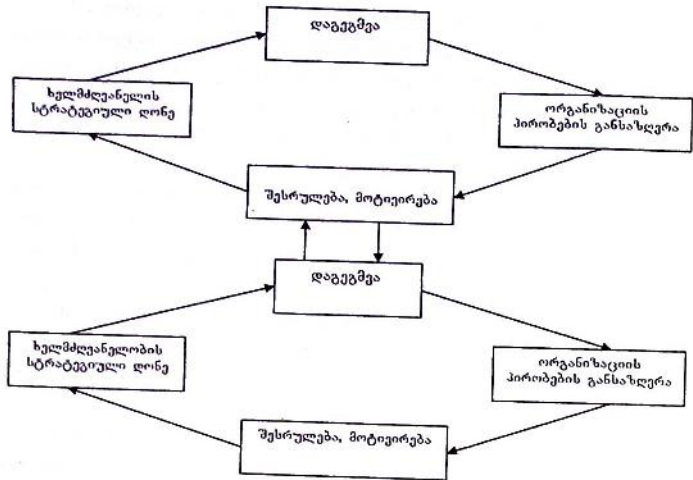 დაგეგმვა
ხელმძღვანელის
სტრატეგიული დონე
ორგანიზაციის
პირობების განსაზღვრა
შესრულება, მოტივირება
დაგეგმვა
ხელმძღვანელობის
სტრატეგიული დონე
ორგანიზაციის
პირობების განსაზღვრა
შესრულება, მოტივირება